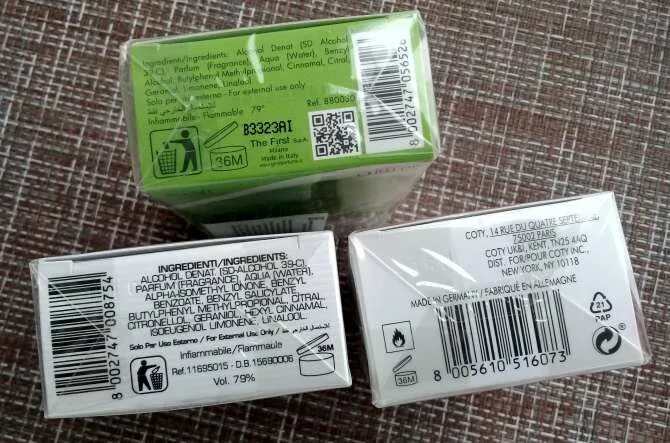 Ingredienti/Ingredients: Alcohol Denat (SD Alcohol
39-C), Parfum (Fragrance), Aqua (Water), Benzyl
Alcohol, Butylphenyl Methylpropional, Cinnamal, Citral,
Geraniol, Limonene, Linalool.
Solo per uso esterno - For external use only
Infiammabile - Flammable 79°
Ref.
B3323AI
The First S.p.A.
Milano
Made in Italy
36M
8 002747 056526
INGREDIENTI/INGREDIENTS:
ALCOHOL DENAT. (SD-ALCOHOL 39-C),
PARFUM (FRAGRANCE), AQUA (WATER),
ALPHA-ISOMETHYL IONONE, BENZYL
BENZOATE, BENZYL SALICYLATE,
BUTYLPHENYL METHYLPROPIONAL, CITRAL,
CITRONELLOL, GERANIOL, HEXYL CINNAMAL,
ISOEUGENOL LIMONENE, LINALOOL.
Solo Per Uso Esterno / For External Use Only /
Infiammabile/Flammable
Ref. 11695015 - D.B. 15690006
Vol. 79%
36M
8 002747 008754
COTY, 14 RUE DU QUATRE
75002 PARIS
COTY UK&I, KENT, TN25 4AQ
DIST. FOR/POUR COTY INC.,
NEW YORK, NY 10118
MADE IN GERMANY / FABRIQUÉ EN ALLEMAGNE
21
PAP
36M
8 005610 516073